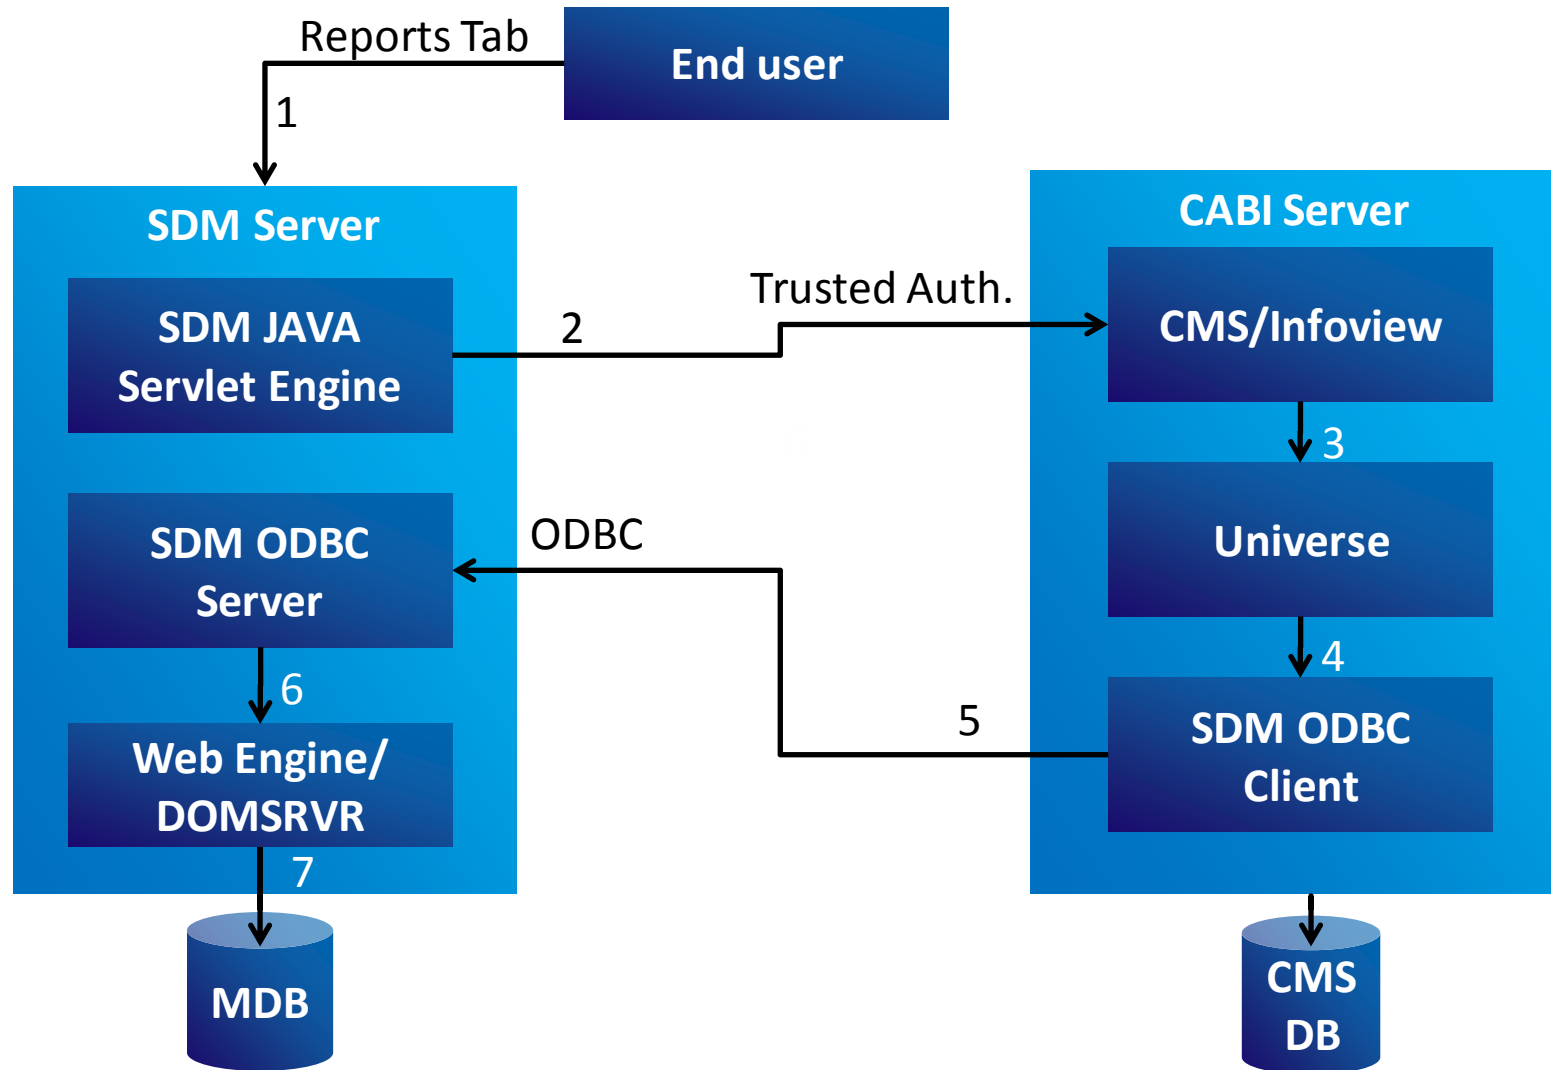 Reports Tab
End user
1
SDM Server
SDM JAVA
Servlet Engine
2
Trusted Auth.
CABI Server
CMS/Infoview
3
Universe
4
SDM ODBC
Client
5
ODBC
SDM ODBC
Server
6
Web Engine/
DOMSRVR
7
MDB
CMS
DB